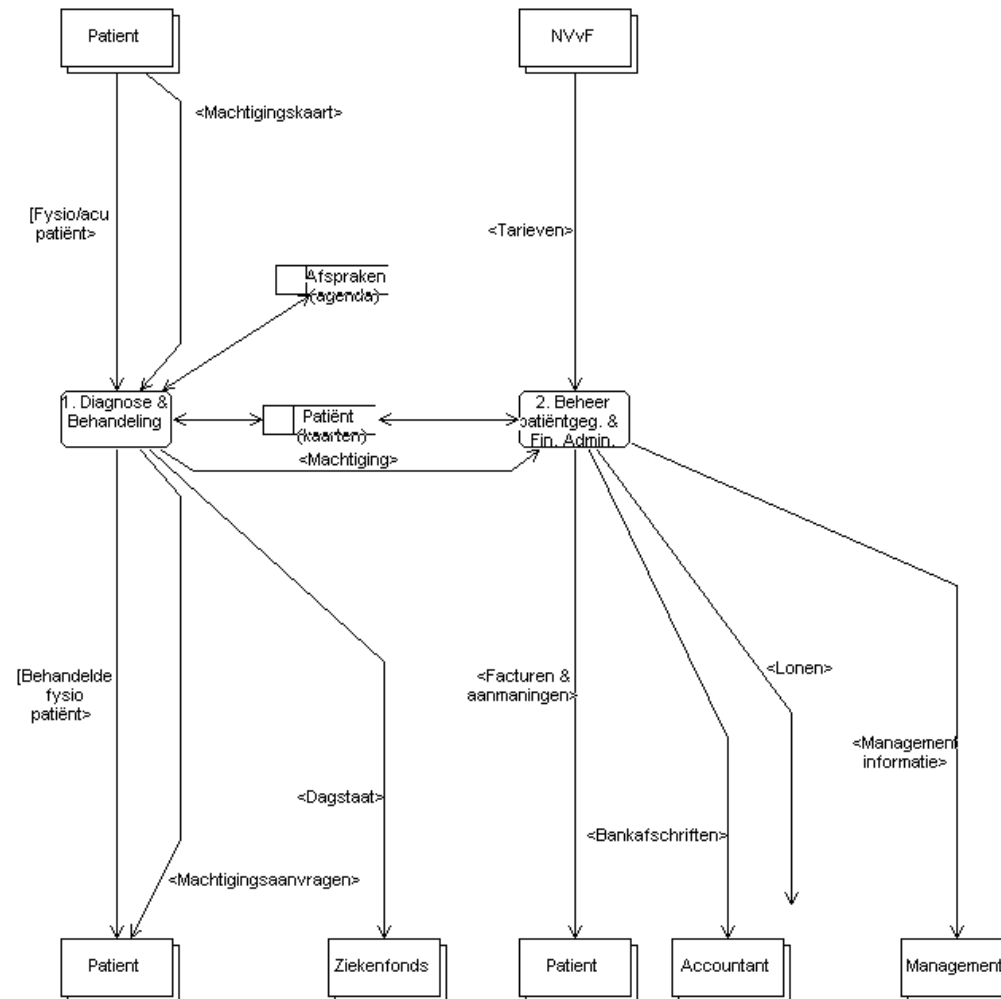 Patient
NVvF
<Machtigingskaart>
[Fysio/acu
patiënt>
<Tarieven>
Afspraken
(agenda)
1. Diagnose &
Behandeling
Patiënt
(kaarten)
2. Beheer
patiëntgeg. &
Fin. Admin.
<Machtiging>
[Behandelde
fysio
patiënt>
<Facturen &
aanmaningen>
<Lonen>
<Management
informatie>
<Dagstaat>
<Bankafschriften>
<Machtigingsaanvragen>
Patient
Ziekenfonds
Patient
Accountant
Management